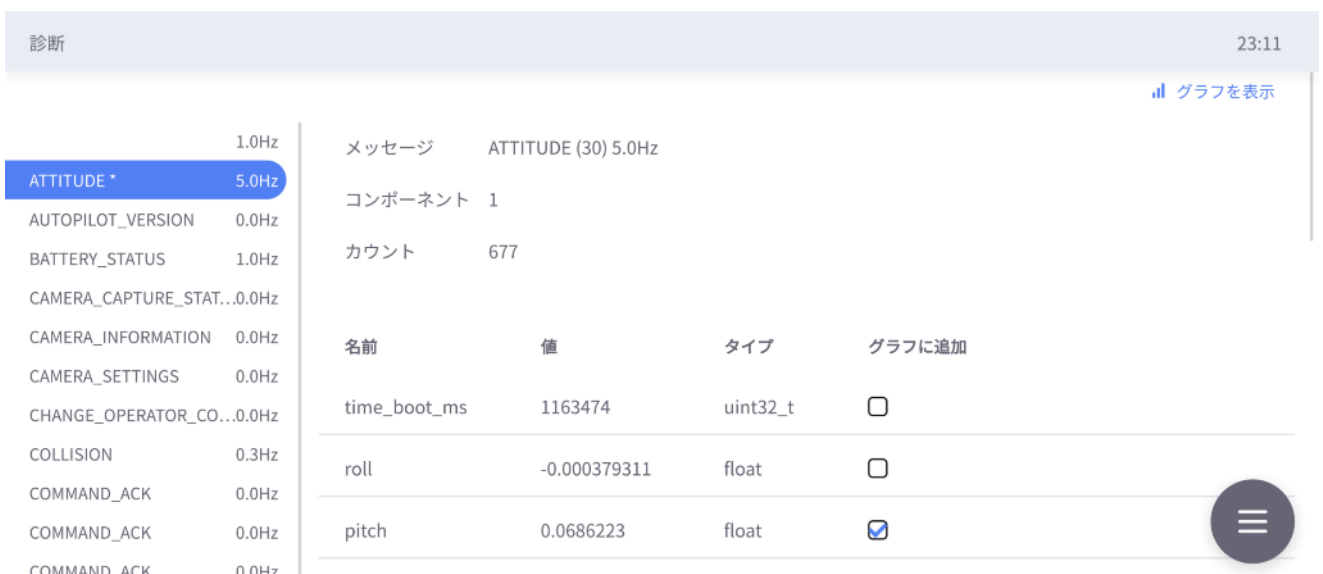 診断 23:11
グラフを表示
1.0Hz
ATTITUDE * 5.0Hz
AUTOPILOT_VERSION 0.0Hz
BATTERY_STATUS 1.0Hz
CAMERA_CAPTURE_STAT...0.0Hz
CAMERA_INFORMATION 0.0Hz
CAMERA_SETTINGS 0.0Hz
CHANGE_OPERATOR_CO...0.0Hz
COLLISION 0.3Hz
COMMAND_ACK 0.0Hz
COMMAND_ACK 0.0Hz
COMMAND_ACK 0.0Hz
メッセージ ATTITUDE (30) 5.0Hz
コンポーネント 1
カウント 677
名前 値 タイプ グラフに追加
time_boot_ms 1163474 uint32_t
roll -0.000379311 float
pitch 0.0686223 float